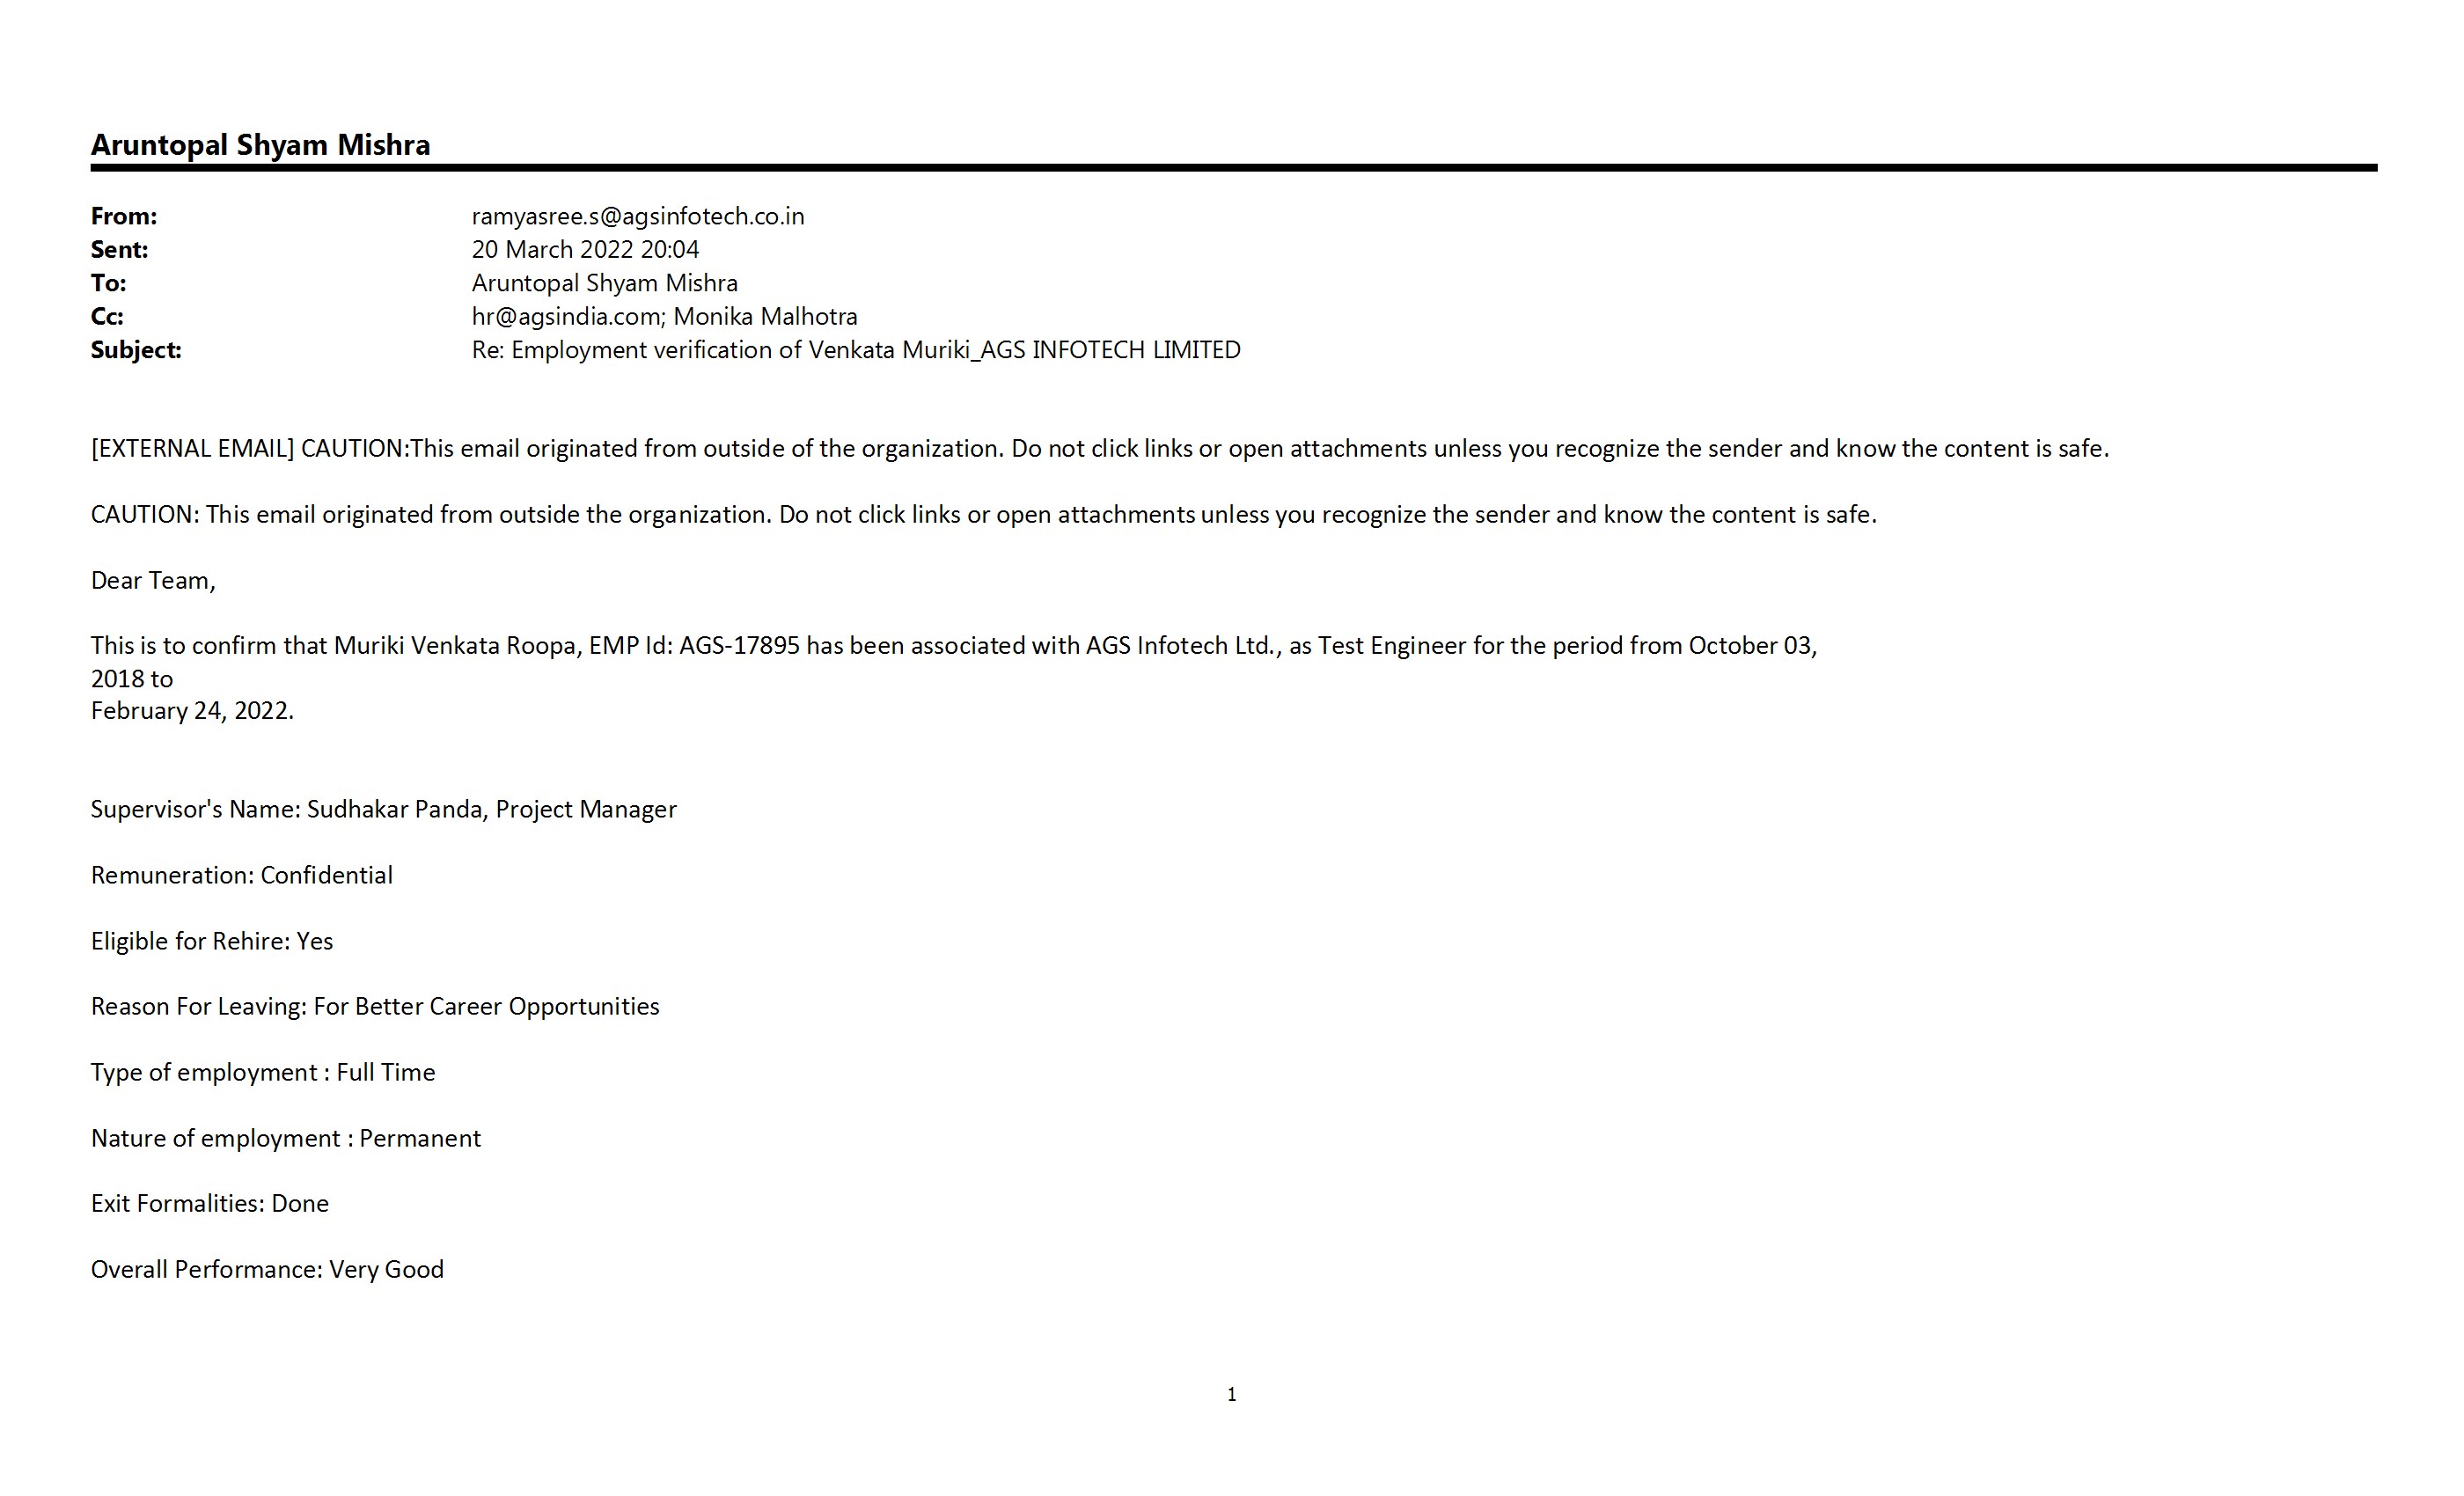 Aruntopal Shyam Mishra
From: ramyasree.s@agsinfotech.co.in
Sent: 20 March 2022 20:04
To: Aruntopal Shyam Mishra
Cc: hr@agsindia.com; Monika Malhotra
Subject: Re: Employment verification of Venkata Muriki_AGS INFOTECH LIMITED
[EXTERNAL EMAIL] CAUTION:This email originated from outside of the organization. Do not click links or open attachments unless you recognize the sender and know the content is safe.
CAUTION: This email originated from outside the organization. Do not click links or open attachments unless you recognize the sender and know the content is safe.
Dear Team,
This is to confirm that Muriki Venkata Roopa, EMP Id: AGS-17895 has been associated with AGS Infotech Ltd., as Test Engineer for the period from October 03,
2018 to
February 24, 2022.
Supervisor's Name: Sudhakar Panda, Project Manager
Remuneration: Confidential
Eligible for Rehire: Yes
Reason For Leaving: For Better Career Opportunities
Type of employment : Full Time
Nature of employment : Permanent
Exit Formalities: Done
Overall Performance: Very Good
1